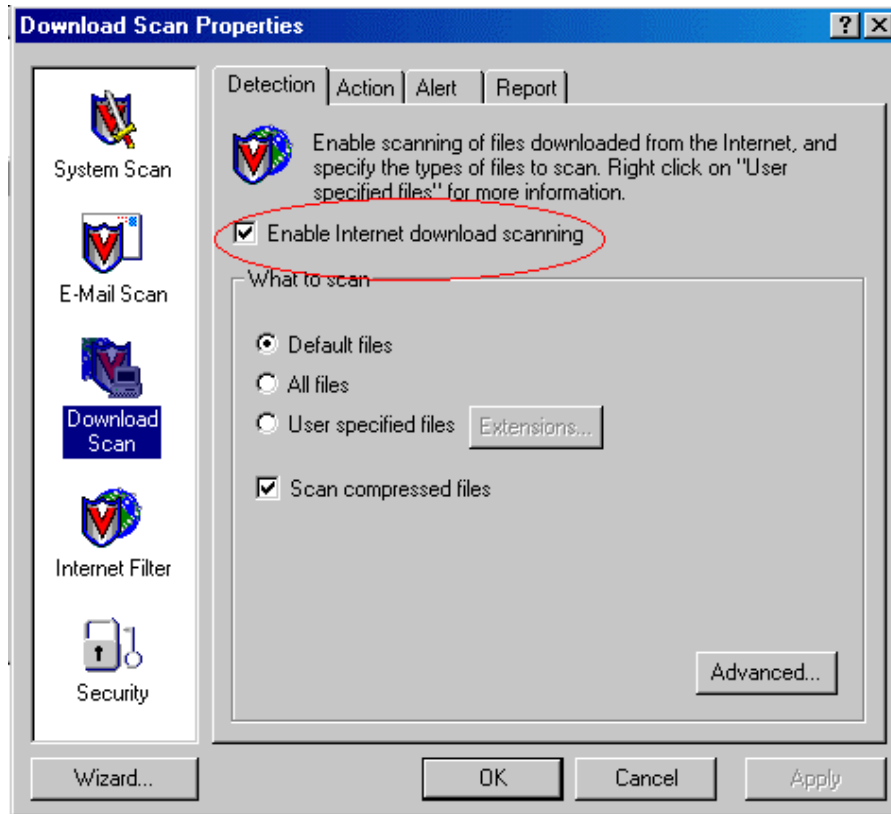 Download Scan Properties
System Scan
E-Mail Scan
Download
Scan
Internet Filter
Security
Detection
Action
Alert
Report
Enable scanning of files downloaded from the Internet, and
specify the types of files to scan. Right click on "User
specified files" for more information.
Enable Internet download scanning
What to scan
Default files
All files
User specified files
Extensions...
Scan compressed files
Advanced...
Wizard...
OK
Cancel
Apply